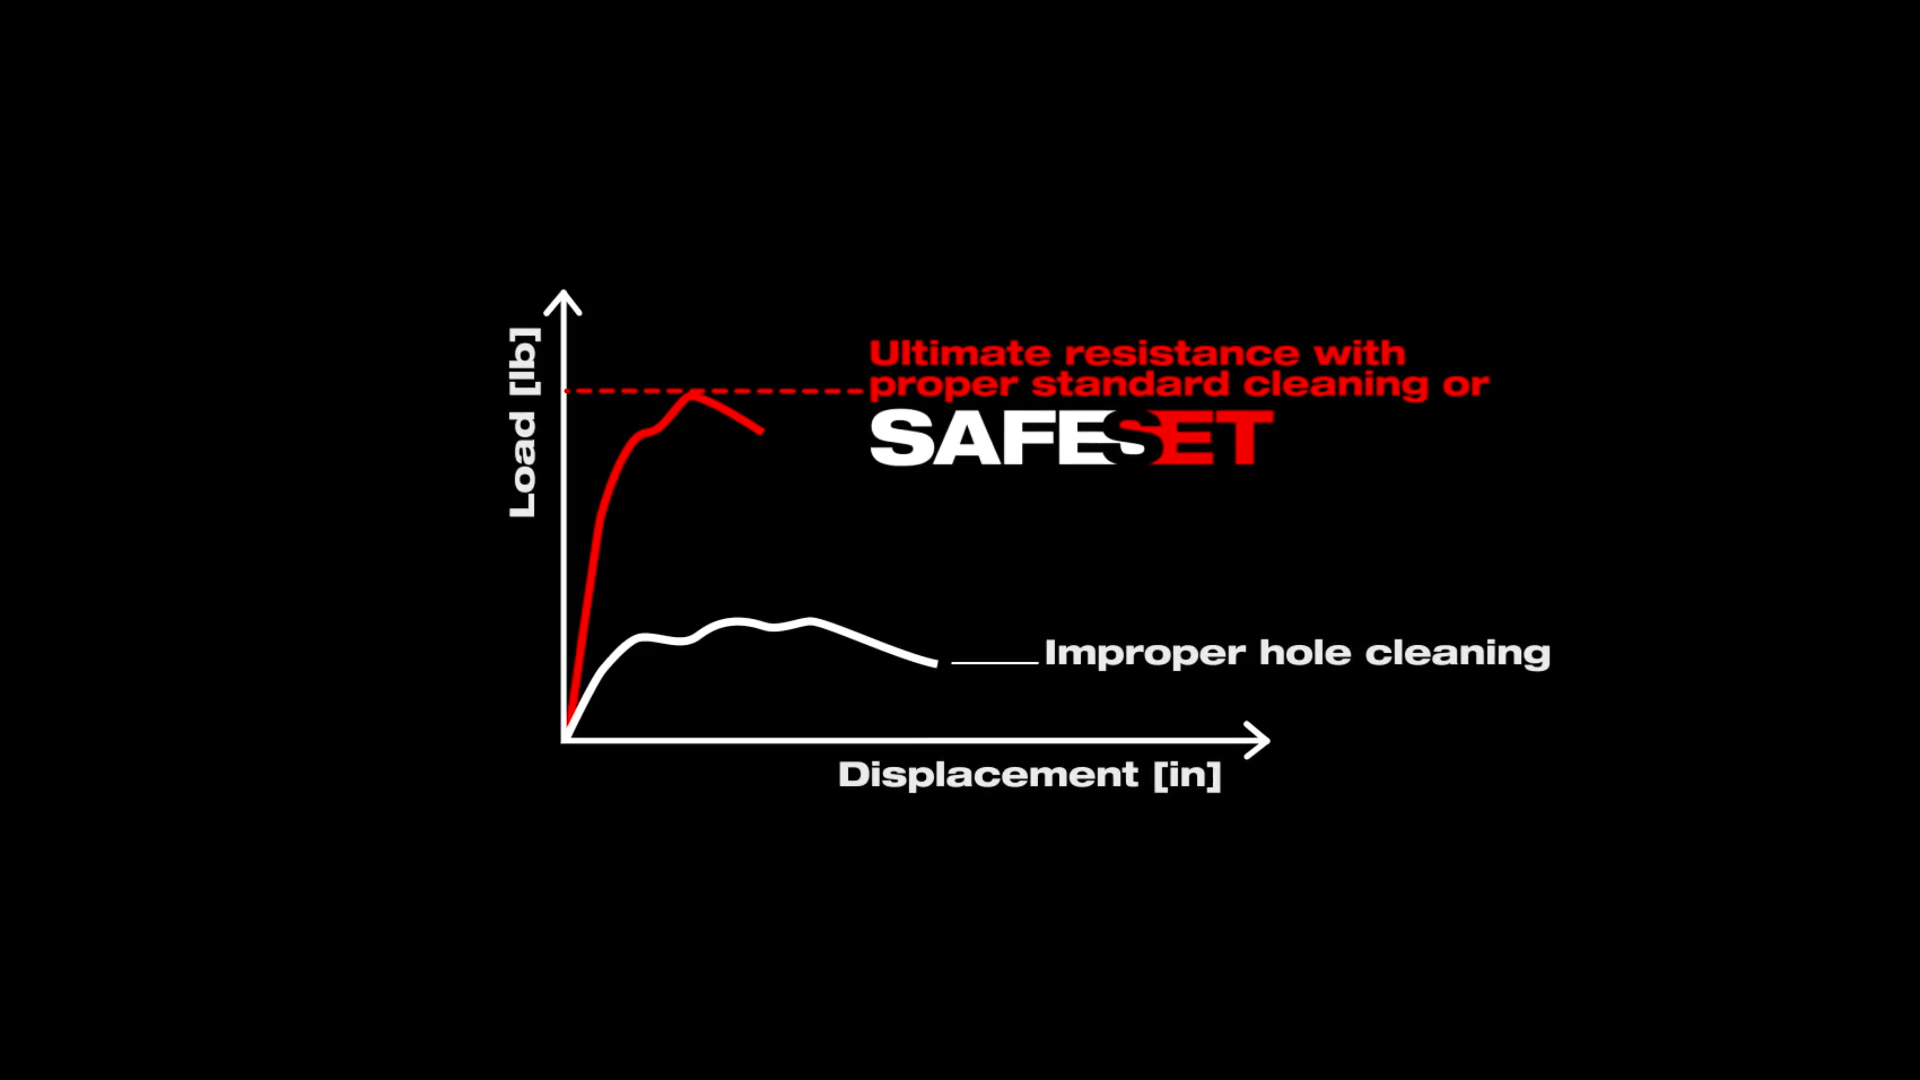 Load [lb]
Ultimate resistance with
proper standard cleaning or
SAFESET
Improper hole cleaning
Displacement [in]